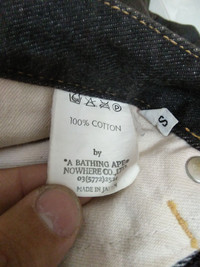 100% COTTON
by
"A BATHING APE"
NOWHERE CO.,LTD
MADE IN JAPAN
S